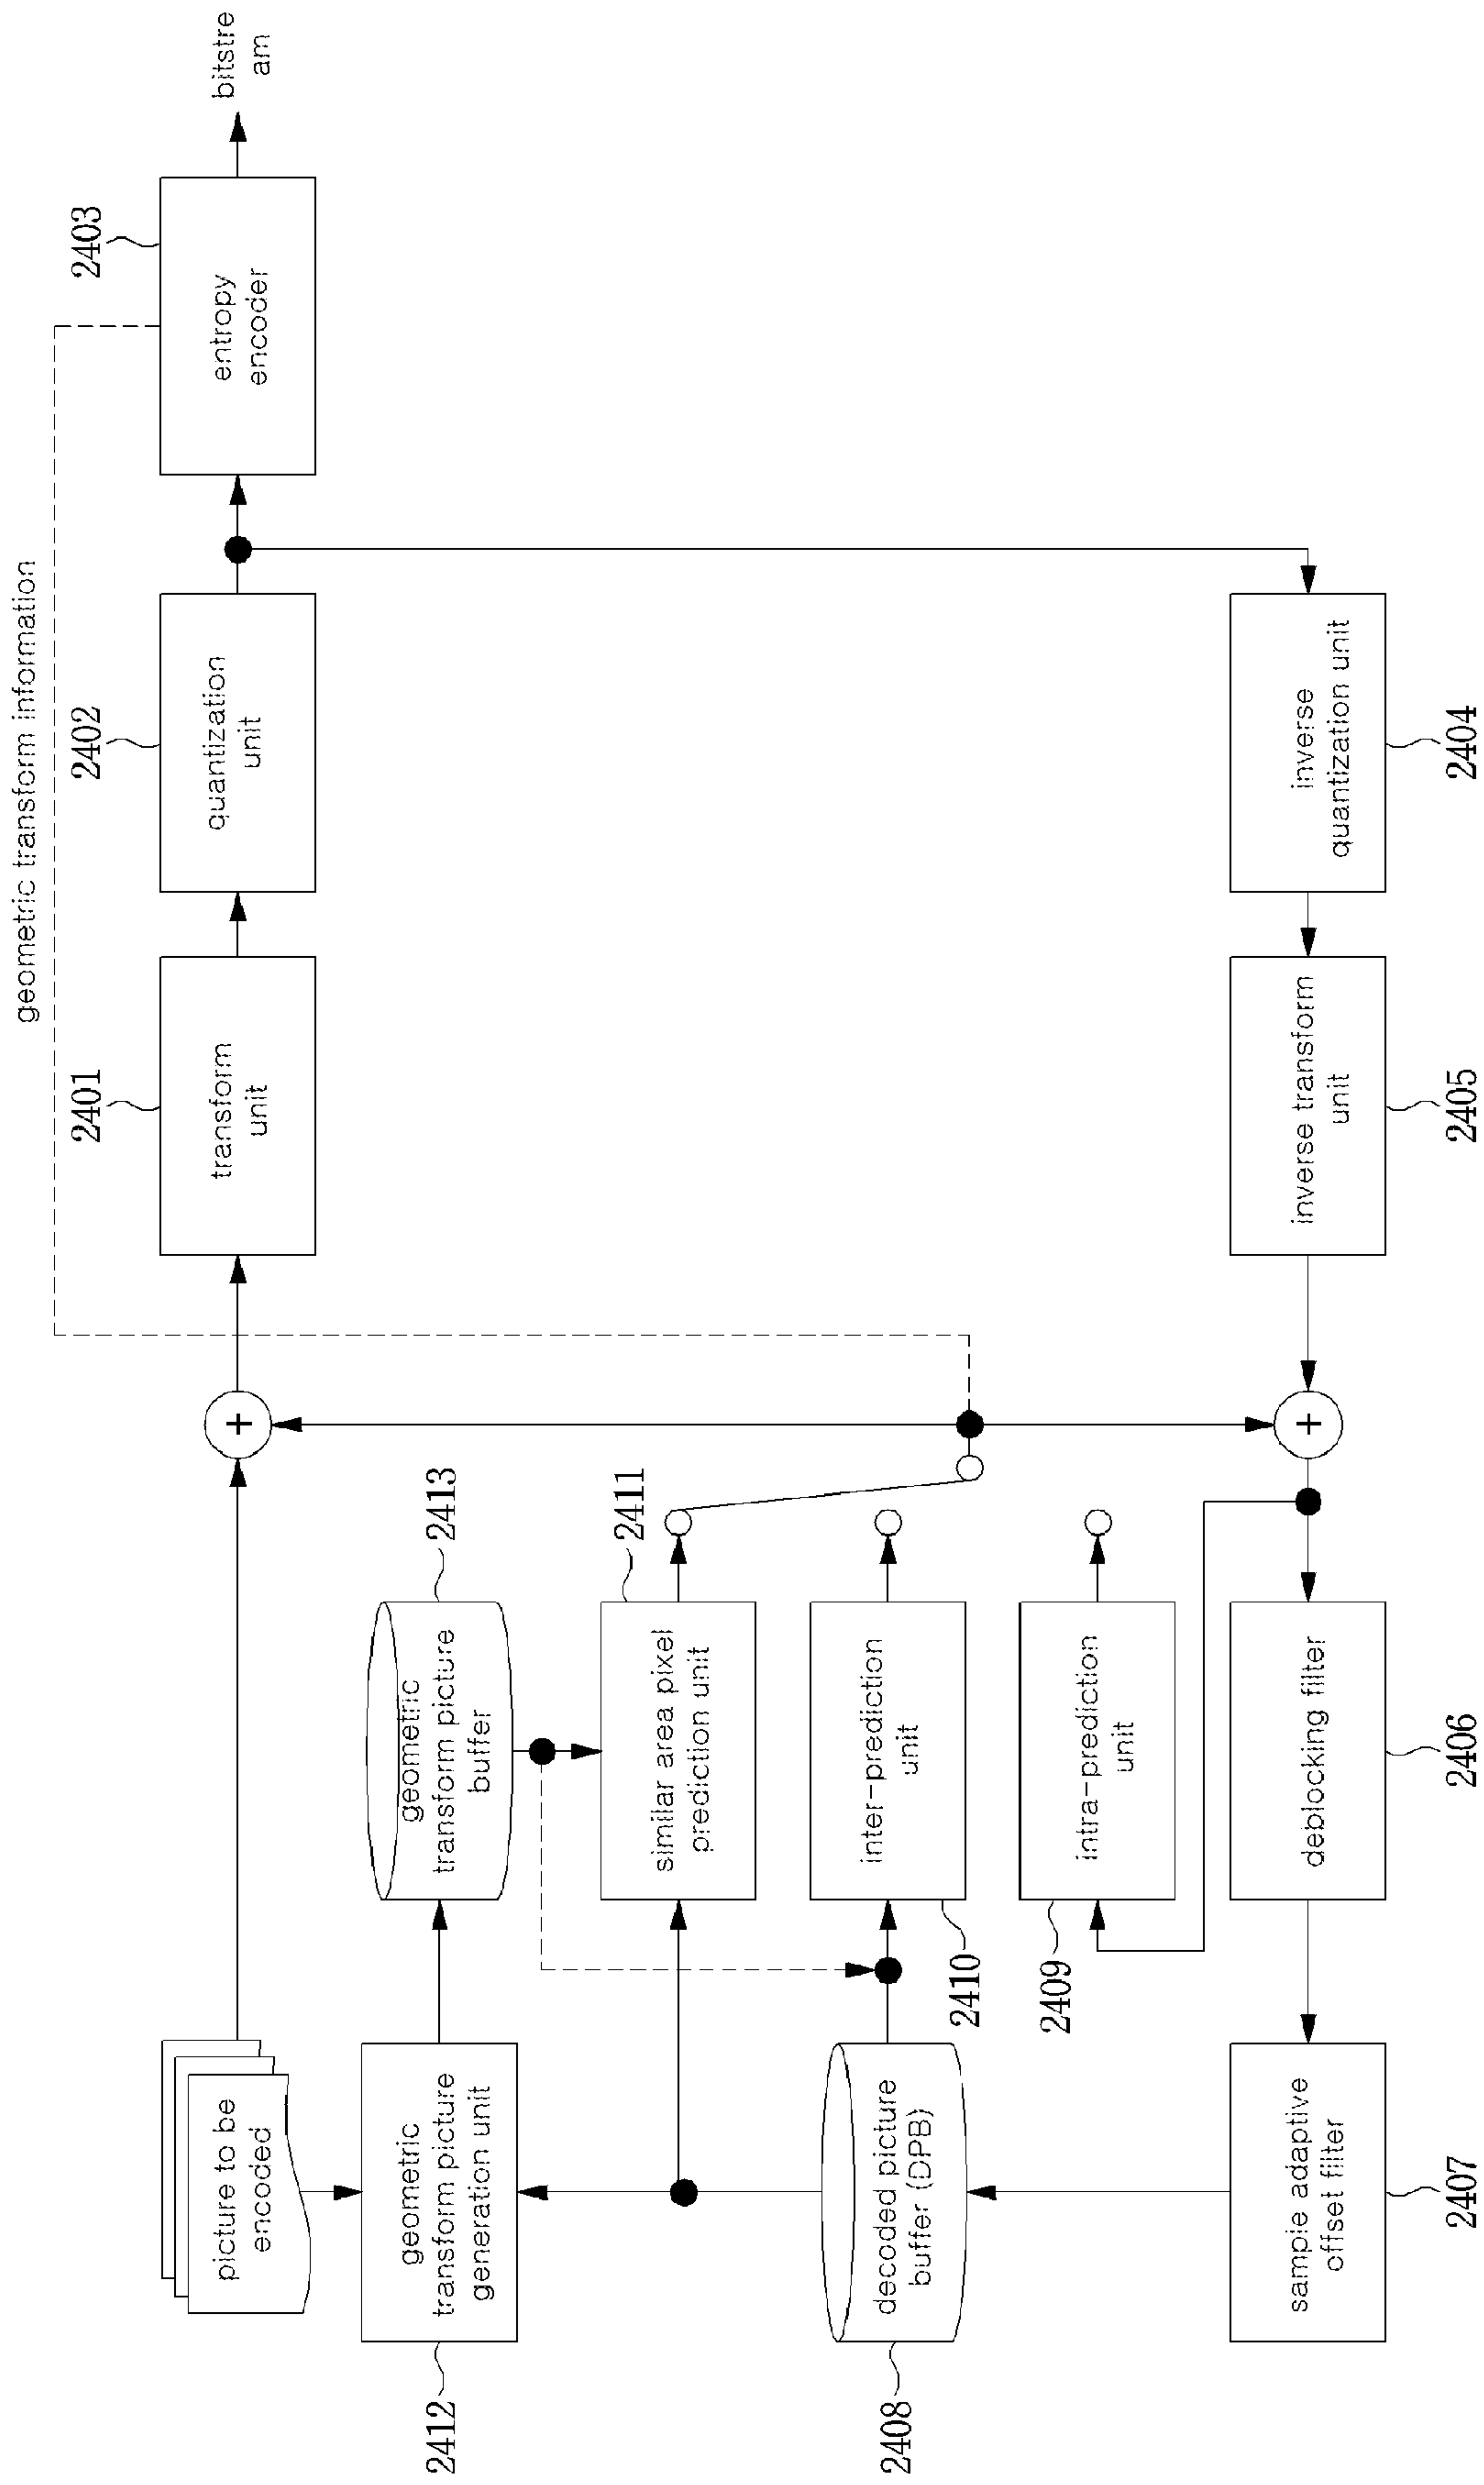 geometric transform information
2401
2402
2403
picture to be
encoded
transform
unit
quantization
unit
entropy
encoder
bitstre
am
2412
geometric
transform picture
generation unit
geometric
transform picture
buffer
2413
similar area pixel
prediction unit
2411
2408
decoded picture
buffer (DPB)
inter-prediction
unit
2410
intra-prediction
unit
2409
sample adaptive
offset filter
deblocking filter
inverse transform
unit
inverse
quantization unit
2407
2406
2405
2404
+
+